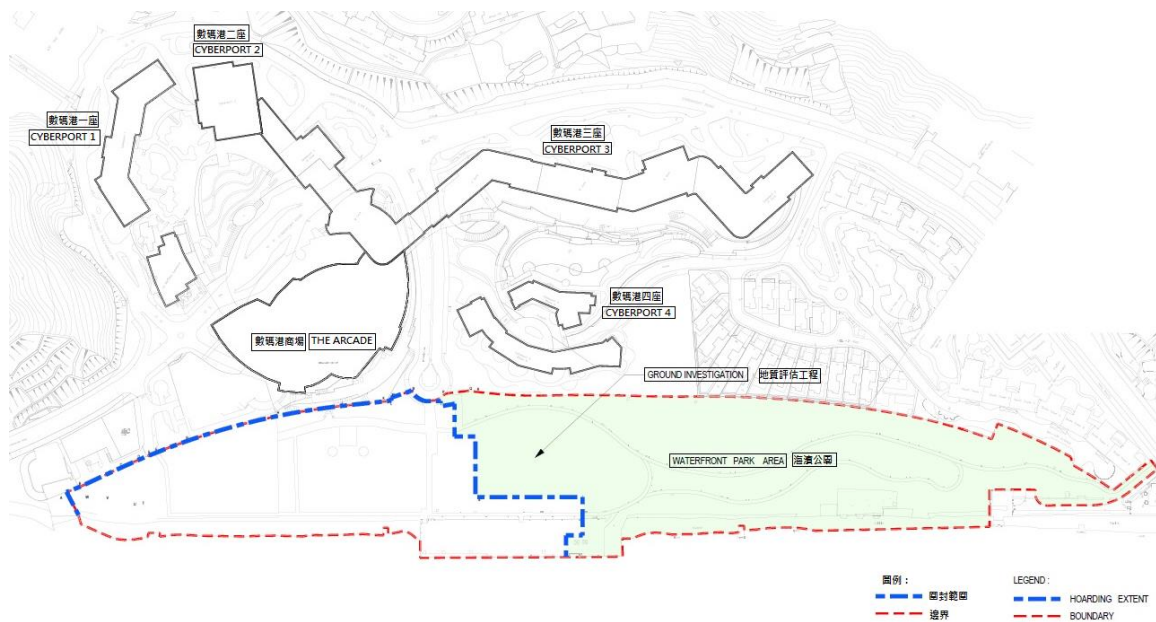 數碼港二座
CYBERPORT 2
數碼港一座
CYBERPORT 1
數碼港三座
CYBERPORT 3
數碼港四座
CYBERPORT 4
數碼港商場 THE ARCADE
GROUND INVESTIGATION 地質評估工程
WATERFRONT PARK AREA 海濱公園
圖例：
圍封範圍
邊界
LEGEND :
HOARDING EXTENT
BOUNDARY